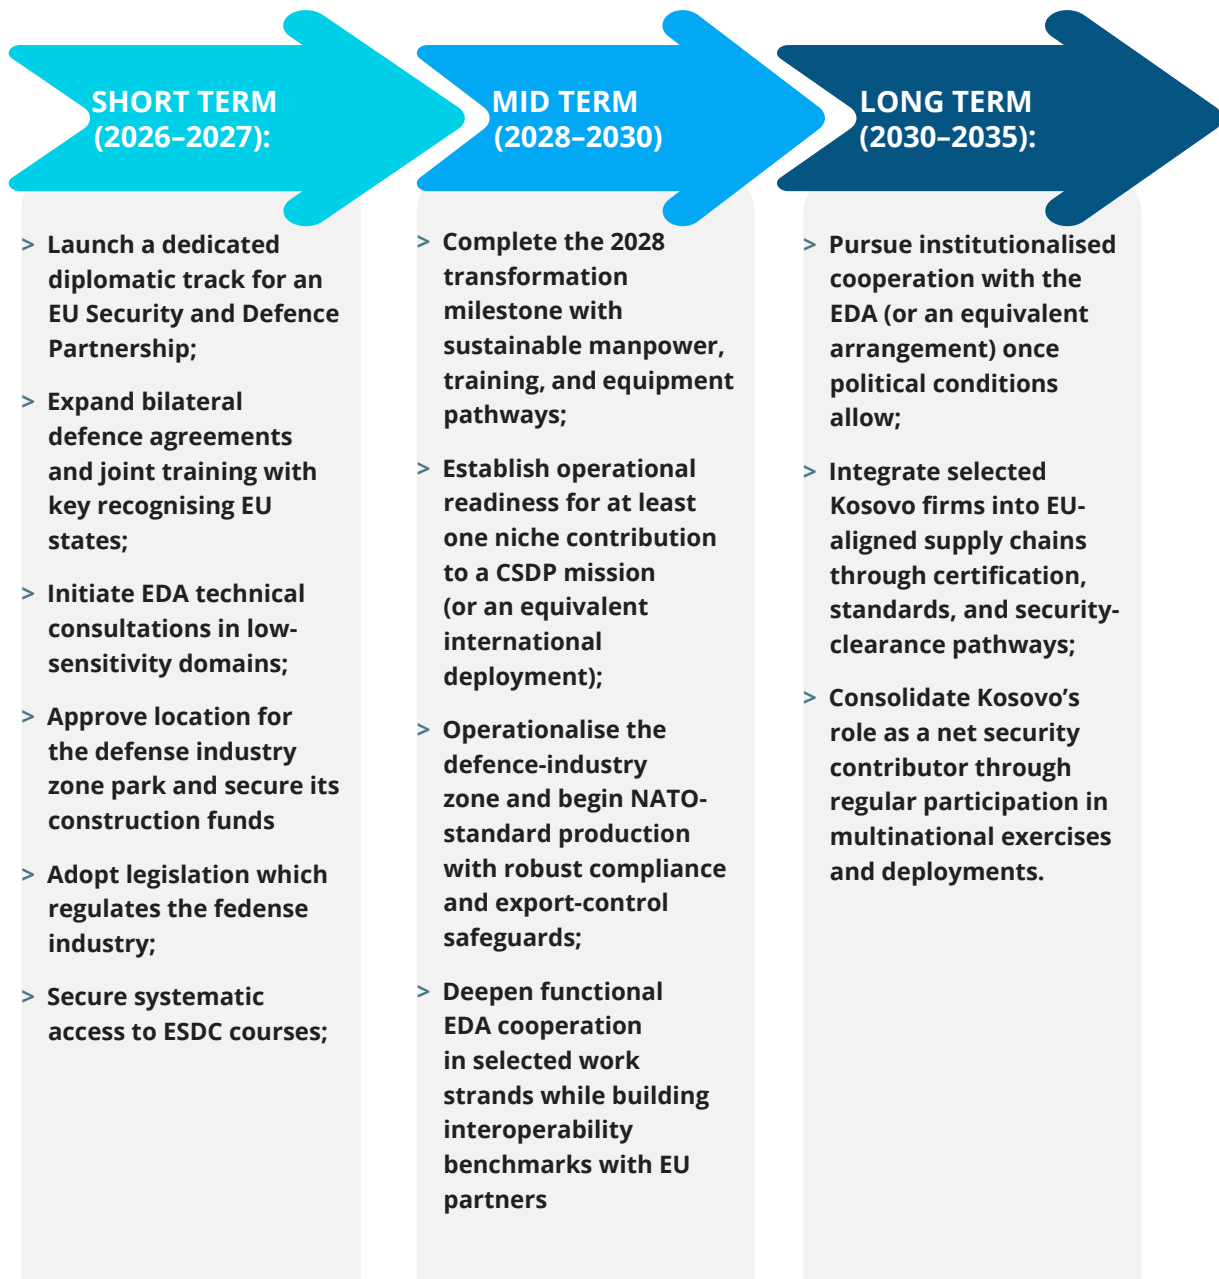 SHORT TERM
(2026–2027):
> Launch a dedicated
diplomatic track for an
EU Security and Defence
Partnership;
> Expand bilateral
defence agreements
and joint training with
key recognising EU
states;
> Initiate EDA technical
consultations in low-
sensitivity domains;
> Approve location for
the defense industry
zone park and secure its
construction funds
> Adopt legislation which
regulates the fedense
industry;
> Secure systematic
access to ESDC courses;
MID TERM
(2028–2030)
> Complete the 2028
transformation
milestone with
sustainable manpower,
training, and equipment
pathways;
> Establish operational
readiness for at least
one niche contribution
to a CSDP mission
(or an equivalent
international
deployment);
> Operationalise the
defence-industry
zone and begin NATO-
standard production
with robust compliance
and export-control
safeguards;
> Deepen functional
EDA cooperation
in selected work
strands while building
interoperability
benchmarks with EU
partners
LONG TERM
(2030–2035):
> Pursue institutionalised
cooperation with the
EDA (or an equivalent
arrangement) once
political conditions
allow;
> Integrate selected
Kosovo firms into EU-
aligned supply chains
through certification,
standards, and security-
clearance pathways;
> Consolidate Kosovo’s
role as a net security
contributor through
regular participation in
multinational exercises
and deployments.